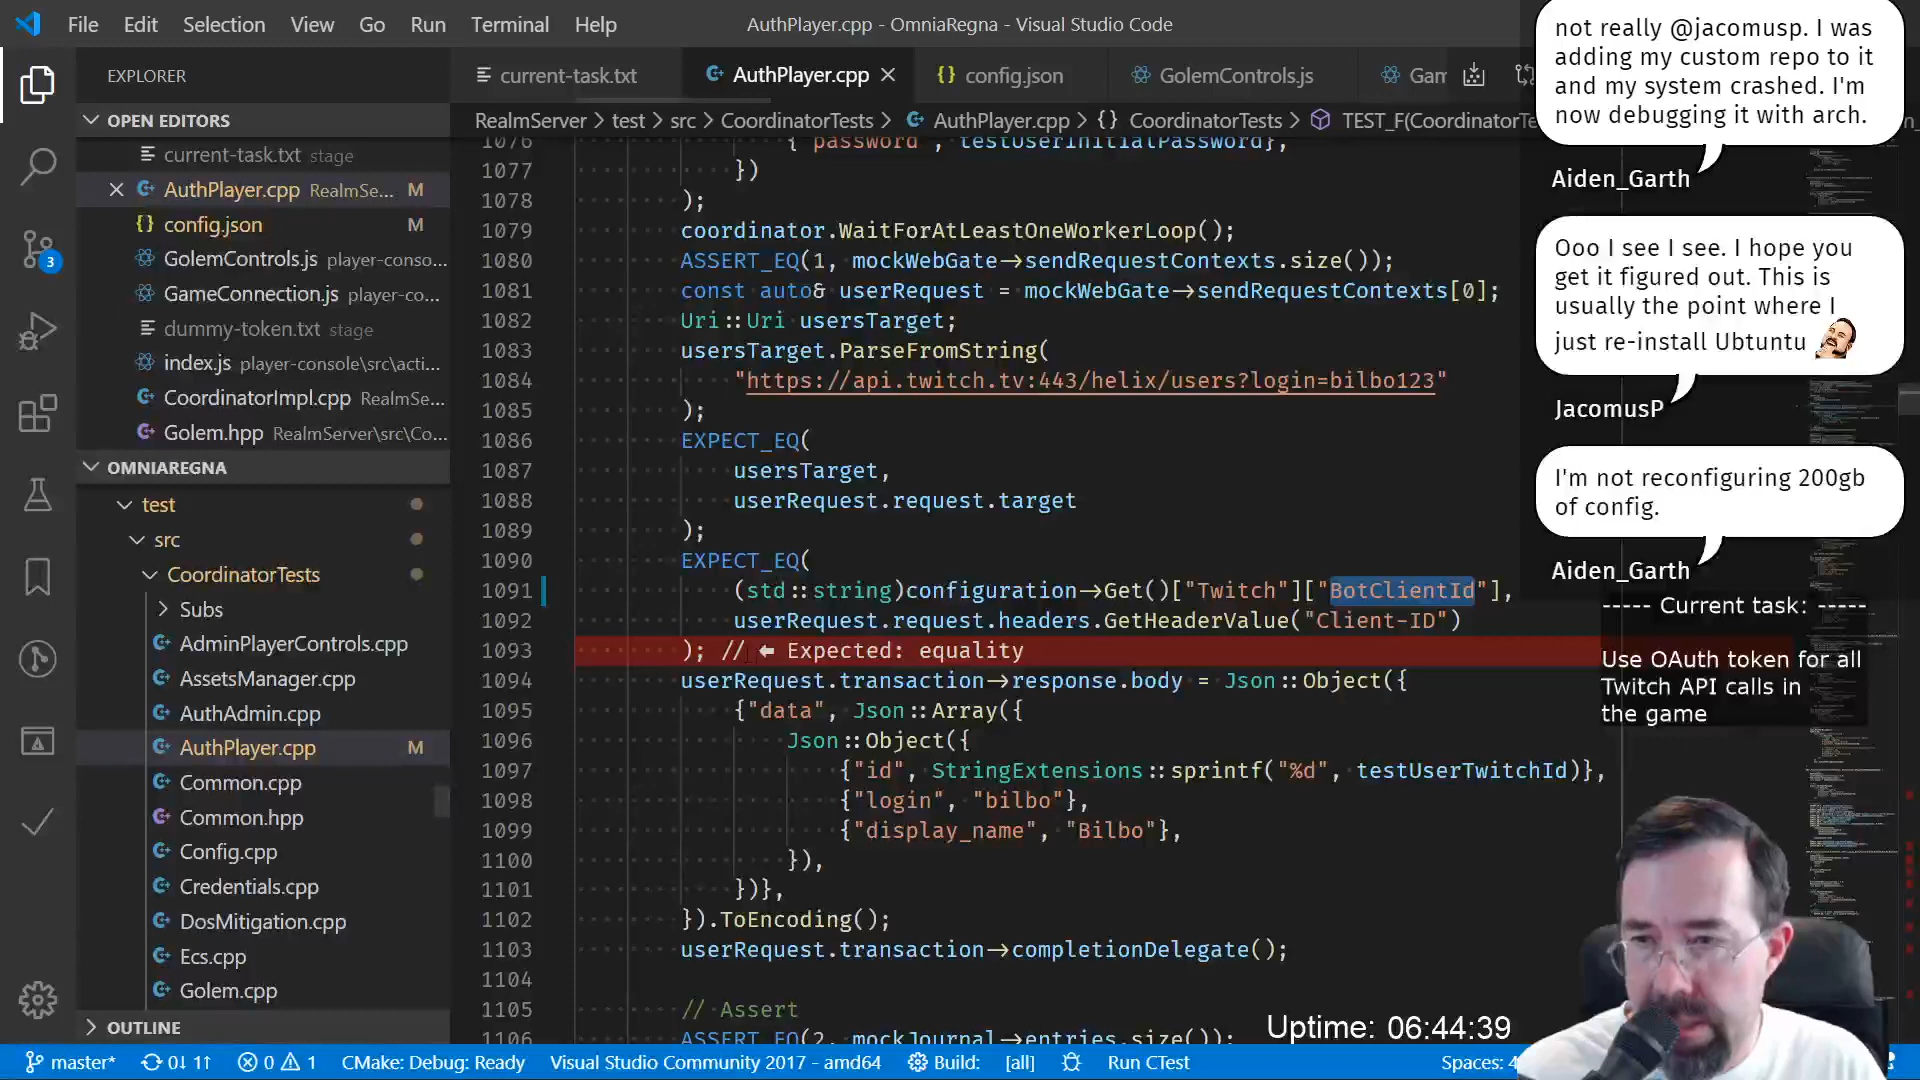 File Edit Selection View Go Run Terminal Help
AuthPlayer.cpp - OmniaRegna - Visual Studio Code
EXPLORER
OPEN EDITORS
current-task.txt stage
AuthPlayer.cpp RealmSe... M
config.json M
GolemControls.js player-conso...
GameConnection.js player-co...
dummy-token.txt stage
index.js player-console\src\acti...
CoordinatorImpl.cpp RealmSe...
Golem.hpp RealmServer\src\Co...
OMNIAREGNA
test
src
CoordinatorTests
Subs
AdminPlayerControls.cpp
AssetsManager.cpp
AuthAdmin.cpp
AuthPlayer.cpp M
Common.cpp
Common.hpp
Config.cpp
Credentials.cpp
DosMitigation.cpp
Ecs.cpp
Golem.cpp
OUTLINE
3
current-task.txt AuthPlayer.cpp config.json GolemControls.js Gam
RealmServer > test > src > CoordinatorTests > AuthPlayer.cpp > {} CoordinatorTests > TEST_F(CoordinatorTe
1076 {"password", testUserInitialPassword},
1077 })
1078 );
1079 coordinator.WaitForAtLeastOneWorkerLoop();
1080 ASSERT_EQ(1, mockWebGate->sendRequestContexts.size());
1081 const auto& userRequest = mockWebGate->sendRequestContexts[0];
1082 Uri::Uri usersTarget;
1083 usersTarget.ParseFromString(
1084 "https://api.twitch.tv:443/helix/users?login=bilbo123"
1085 );
1086 EXPECT_EQ(
1087 usersTarget,
1088 userRequest.request.target
1089 );
1090 EXPECT_EQ(
1091 (std::string)configuration->Get()["Twitch"]["BotClientId"],
1092 userRequest.request.headers.GetHeaderValue("Client-ID")
1093 ); // ⬅ Expected: equality
1094 userRequest.transaction->response.body = Json::Object({
1095 {"data", Json::Array({
1096 Json::Object({
1097 {"id", StringExtensions::sprintf("%d", testUserTwitchId)},
1098 {"login", "bilbo"},
1099 {"display_name", "Bilbo"},
1100 }),
1101 })},
1102 }).ToEncoding();
1103 userRequest.transaction->completionDelegate();
1104
1105 // Assert
1106 ASSERT_EQ(2, mockJournal->entries.size());
not really @jacomusp. I was
adding my custom repo to it
and my system crashed. I'm
now debugging it with arch.
Aiden_Garth
Ooo I see I see. I hope you
get it figured out. This is
usually the point where I
just re-install Ubtuntu
JacomusP
I'm not reconfiguring 200gb
of config.
Aiden_Garth
----- Current task: -----
Use OAuth token for all
Twitch API calls in
the game
Uptime: 06:44:39
master* 0↓ 1↑ 0 1 CMake: Debug: Ready Visual Studio Community 2017 - amd64 Build: [all] Run CTest Spaces: 4